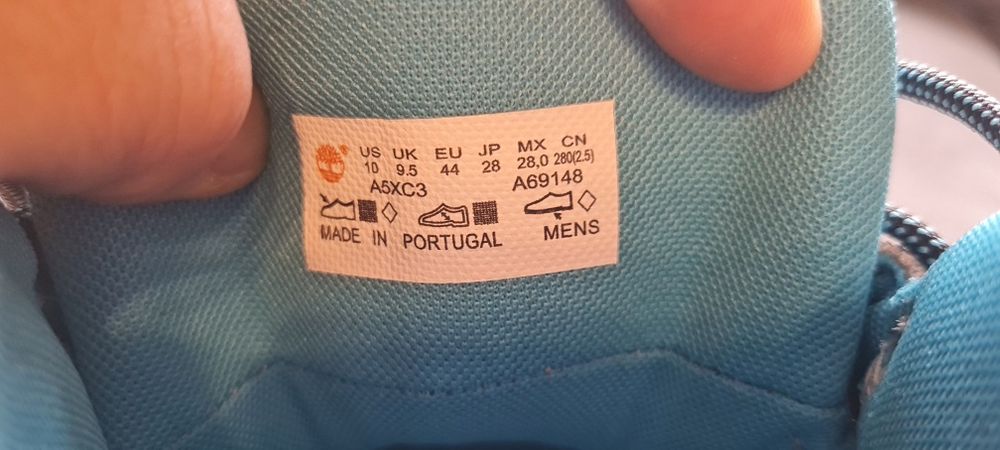 US UK EU JP MX CN
10 9.5 44 28 28,0 280(2.5)
A5XC3 A69148
MADE IN PORTUGAL MENS